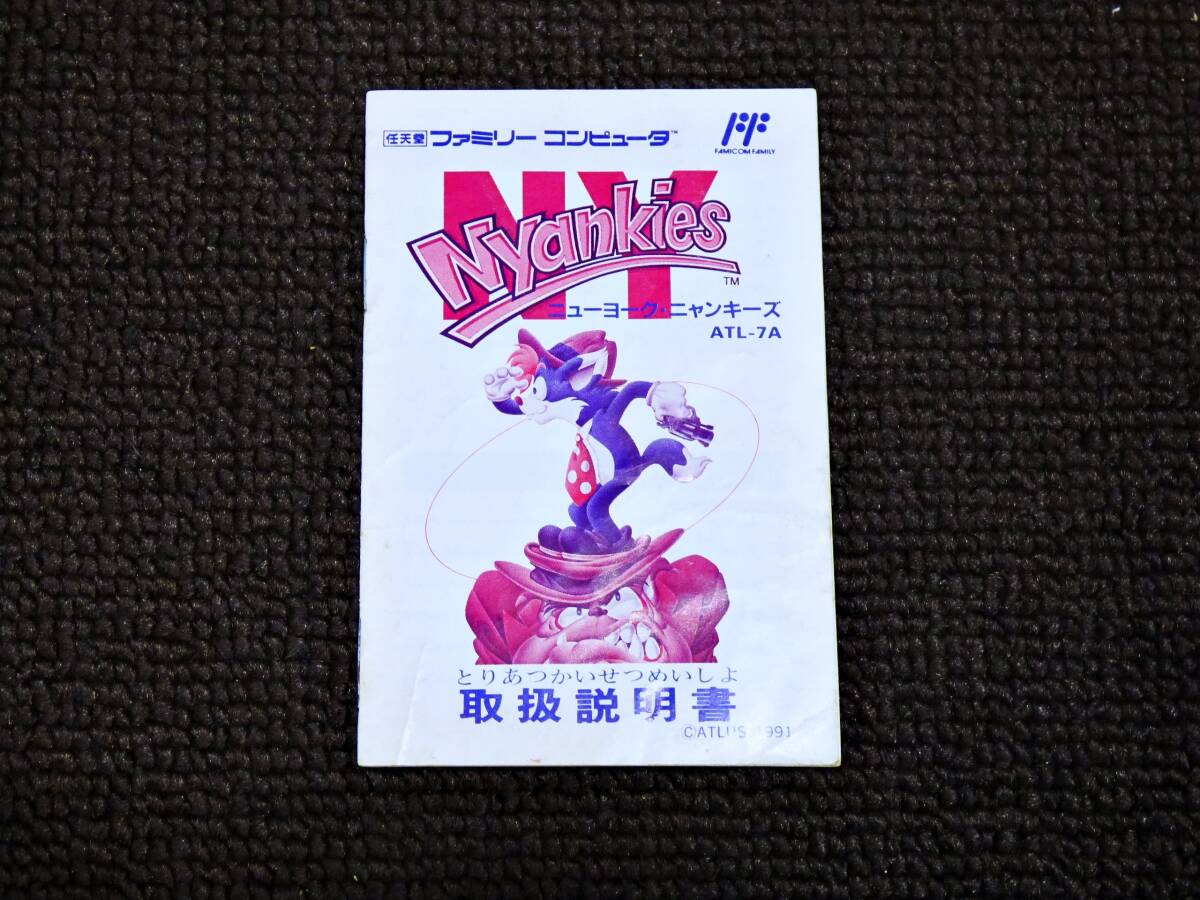 任天堂 ファミリー コンピュータ™
FAMICOM FAMILY
NY
Nyankies
TM
ニューヨーク・ニャンキーズ
ATL-7A
とりあつかいせつめいしよ
取扱説明書
©ATLUS 1991